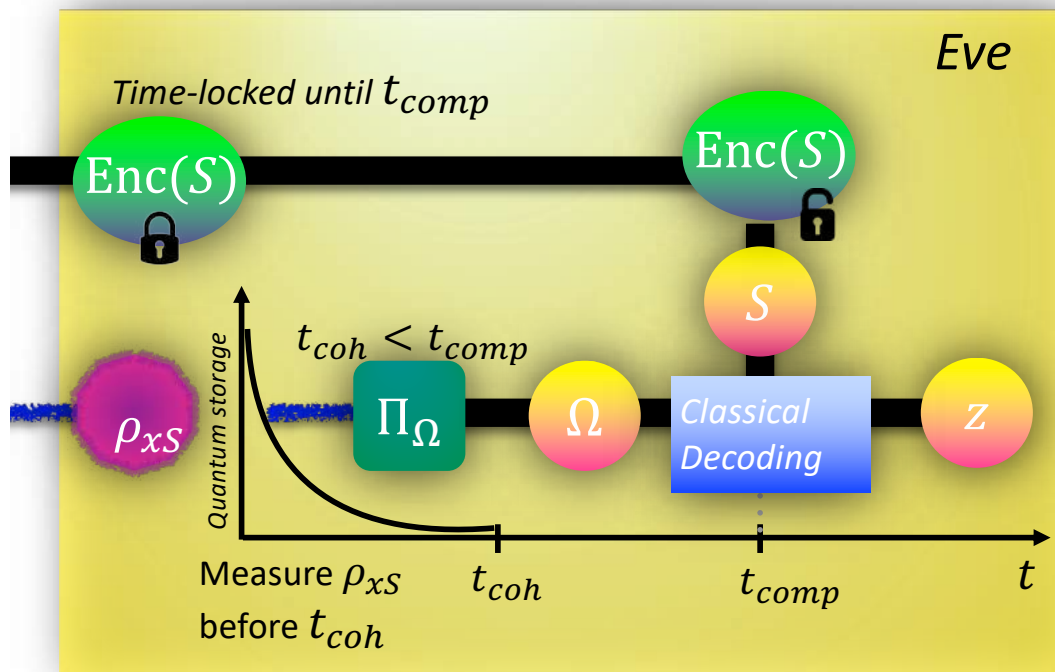 Eve
Time-locked until t_comp
Enc(S)
Enc(S)
S
Quantum storage
t_coh < t_comp
ρ_xS
Π_Ω
Ω
Classical
Decoding
z
Measure ρ_xS
before t_coh
t_coh
t_comp
t